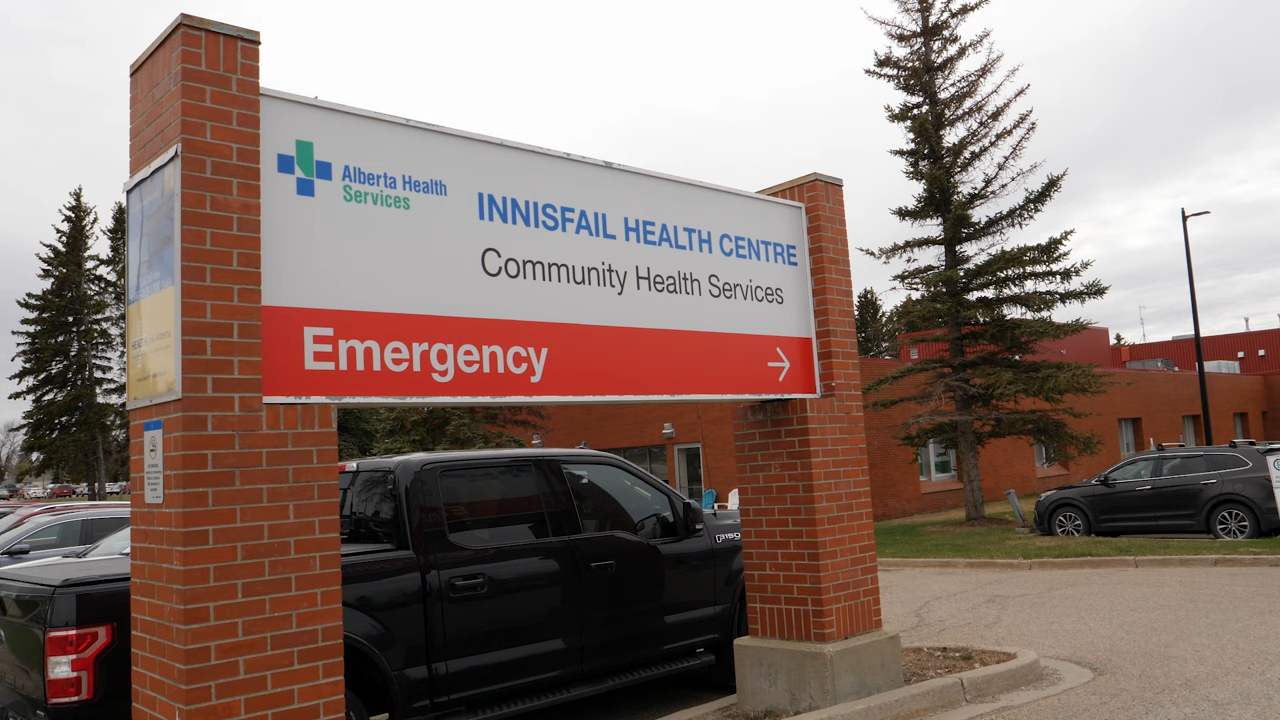 Alberta Health
Services
INNISFAIL HEALTH CENTRE
Community Health Services
Emergency
F150